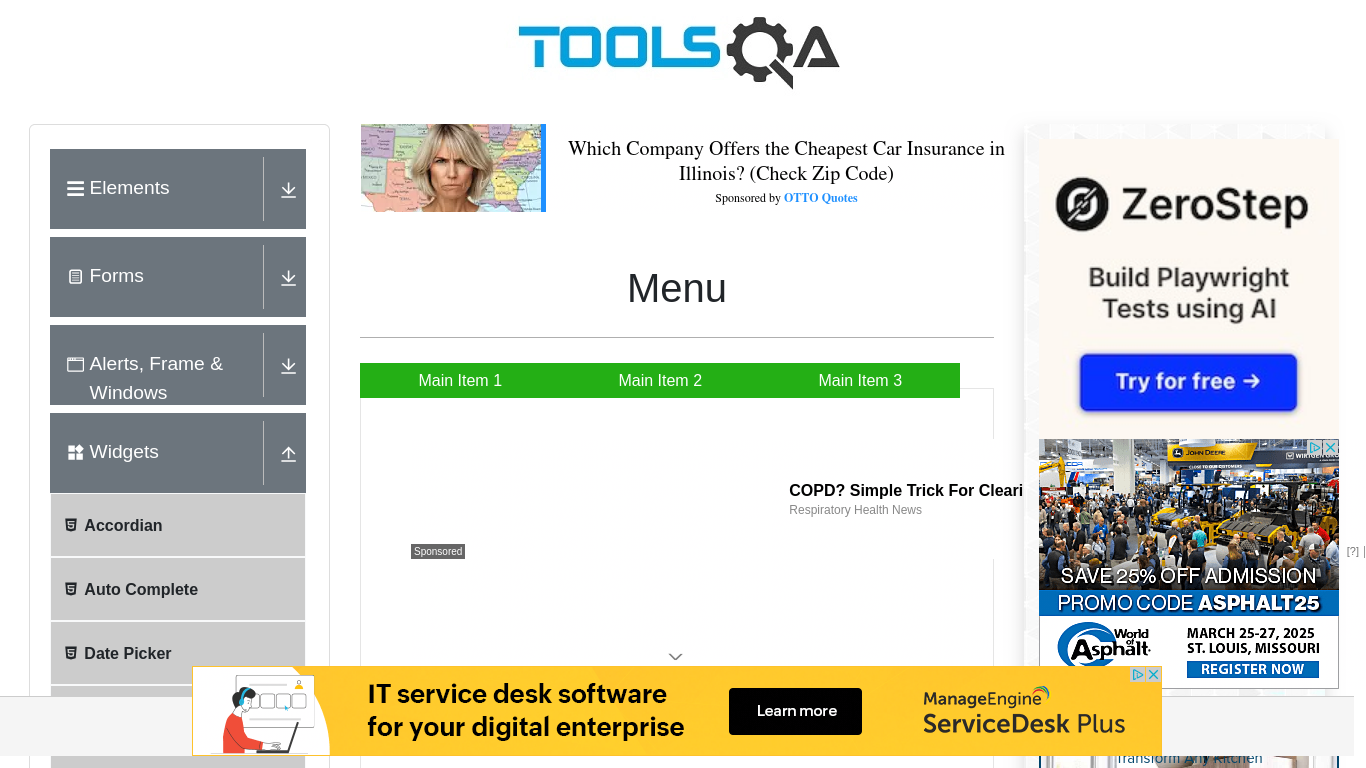 TOOLSQA
Elements
Forms
Alerts, Frame &
Windows
Widgets
Accordian
Auto Complete
Date Picker
Which Company Offers the Cheapest Car Insurance in
Illinois? (Check Zip Code)
Sponsored by OTTO Quotes
Menu
Main Item 1
Main Item 2
Main Item 3
COPD? Simple Trick For Cleari
Respiratory Health News
Sponsored
ZeroStep
Build Playwright
Tests using AI
Try for free →
JOHN DEERE
SAVE 25% OFF ADMISSION
PROMO CODE ASPHALT25
World of
Asphalt
MARCH 25-27, 2025
ST. LOUIS, MISSOURI
REGISTER NOW
[?]
IT service desk software
for your digital enterprise
Learn more
ManageEngine
ServiceDesk Plus
Transform Any Kitchen